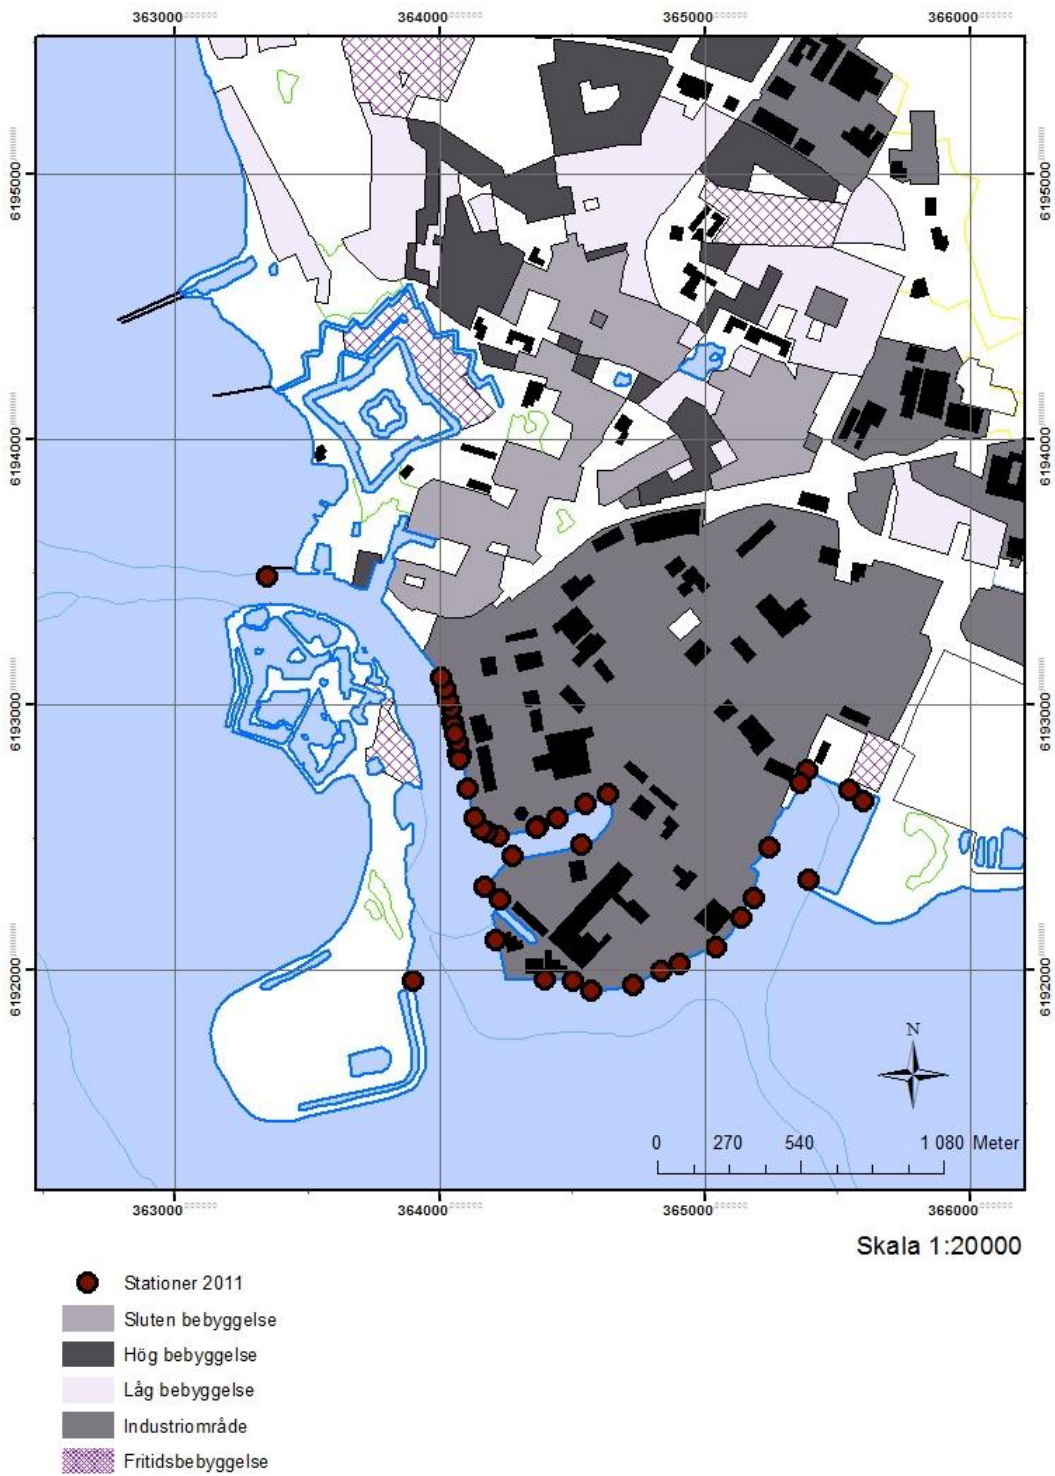 363000 364000 365000 366000
6195000 6195000
6194000 6194000
6193000 6193000
6192000 6192000
N
0 270 540 1 080 Meter
363000 364000 365000 366000
Skala 1:20000
Stationer 2011
Sluten bebyggelse
Hög bebyggelse
Låg bebyggelse
Industriområde
Fritidsbebyggelse